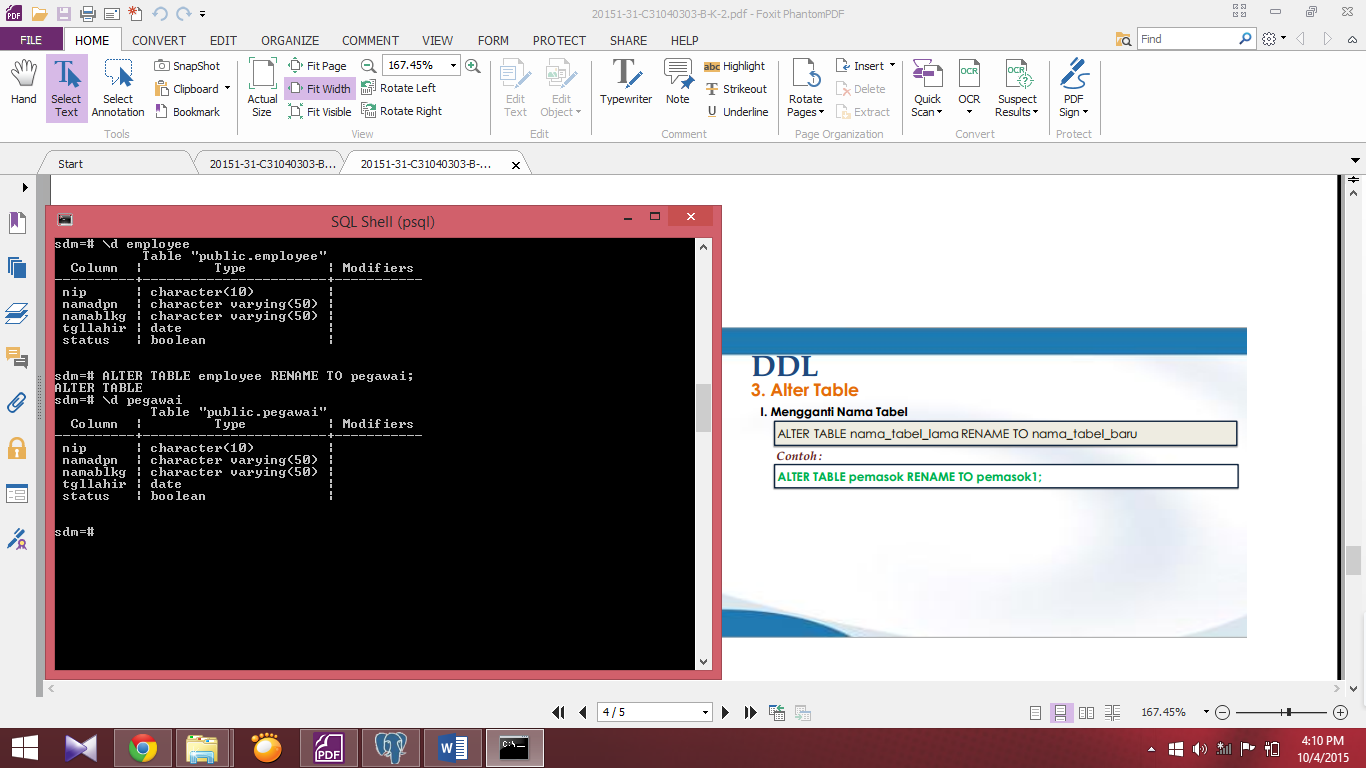 20151-31-C31040303-B-K-2.pdf - Foxit PhantomPDF
FILE HOME CONVERT EDIT ORGANIZE COMMENT VIEW FORM PROTECT SHARE HELP Find
Hand
Select Text
Select Annotation
SnapShot
Clipboard
Bookmark
Tools
Actual Size
Fit Page
Fit Width
Fit Visible
167.45%
Rotate Left
Rotate Right
View
Edit Text
Edit Object
Edit
Typewriter
Note
abc Highlight
T Strikeout
U Underline
Comment
Rotate Pages
Insert
Delete
Extract
Page Organization
Quick Scan
OCR
OCR
OCR
Suspect Results
Convert
PDF Sign
Protect
Start 20151-31-C31040303-B... 20151-31-C31040303-B-...
SQL Shell (psql)
sdm=# \d employee
Table "public.employee"
Column | Type | Modifiers
----------+-----------------------+-----------
nip | character(10) |
namadpn | character varying(50) |
namablkg | character varying(50) |
tgllahir | date |
status | boolean |
sdm=# ALTER TABLE employee RENAME TO pegawai;
ALTER TABLE
sdm=# \d pegawai
Table "public.pegawai"
Column | Type | Modifiers
----------+-----------------------+-----------
nip | character(10) |
namadpn | character varying(50) |
namablkg | character varying(50) |
tgllahir | date |
status | boolean |
sdm=#
DDL
3. Alter Table
I. Mengganti Nama Tabel
ALTER TABLE nama_tabel_lama RENAME TO nama_tabel_baru
Contoh :
ALTER TABLE pemasok RENAME TO pemasok1;
4 / 5
167.45%
PDF
4:10 PM
10/4/2015